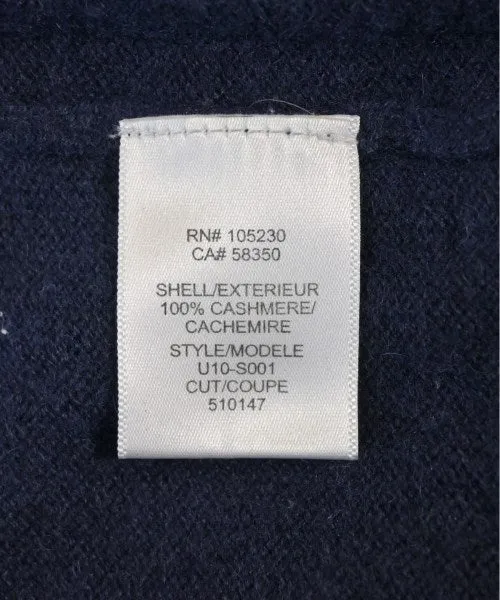 RN# 105230
CA# 58350
SHELL/EXTERIEUR
100% CASHMERE/
CACHEMIRE
STYLE/MODELE
U10-S001
CUT/COUPE
510147